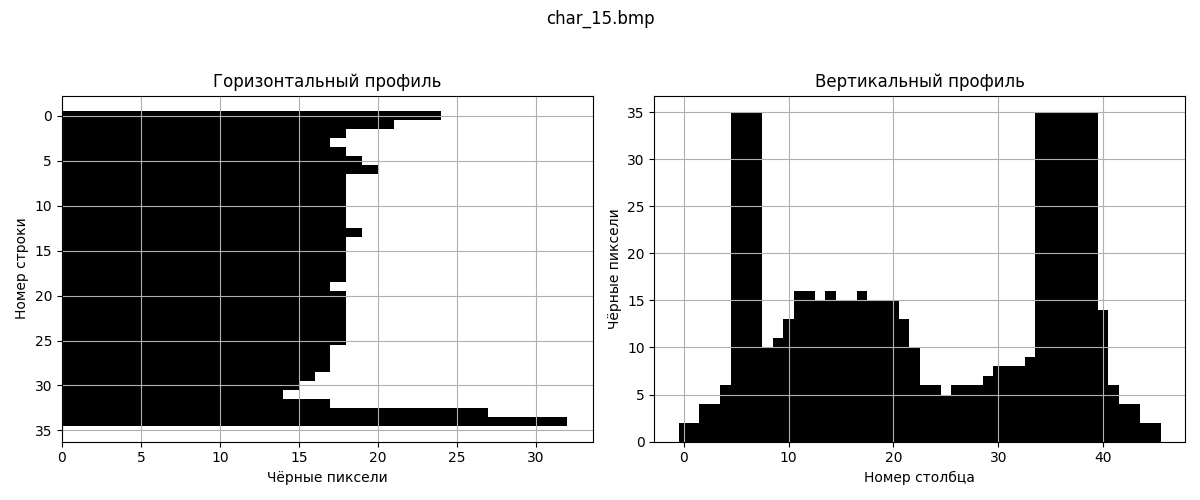 char_15.bmp
Горизонтальный профиль
Номер строки
0
5
10
15
20
25
30
35
0 5 10 15 20 25 30
Чёрные пиксели
Вертикальный профиль
Чёрные пиксели
35
30
25
20
15
10
5
0
0 10 20 30 40
Номер столбца